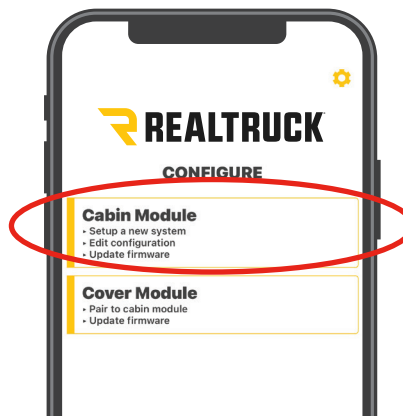 REALTRUCK
CONFIGURE
Cabin Module
▸ Setup a new system
▸ Edit configuration
▸ Update firmware
Cover Module
▸ Pair to cabin module
▸ Update firmware